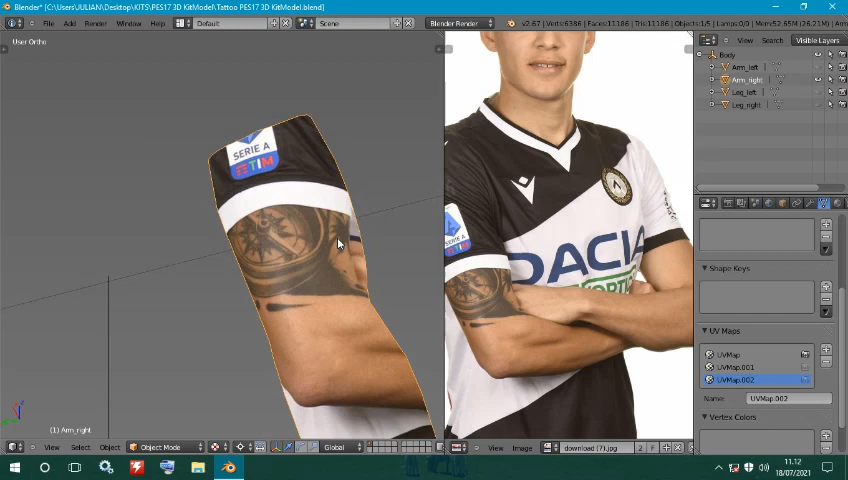 Blender* [C:\Users\JULIAN\Desktop\KITS\PES17 3D KitModel\Tattoo PES17 3D KitModel.blend]
File Add Render Window Help Default Scene Blender Render v2.67 | Verts:6386 | Faces:11186 | Tris:11186 | Objects:1/5 | Lamps:0/0 | Mem:52.65M (26.21M) | Arm
View Search Visible Layers
User Ortho
Body
Arm_left
Arm_right
Leg_left
Leg_right
SERIE A
TIM
SERIE A
TIM
DACIA
Shape Keys
UV Maps
UVMap
UVMap.001
UVMap.002
Name: UVMap.002
Vertex Colors
(1) Arm_right
View Select Object Object Mode Global View Image download (7).jpg 2 F
11.12
18/07/2021